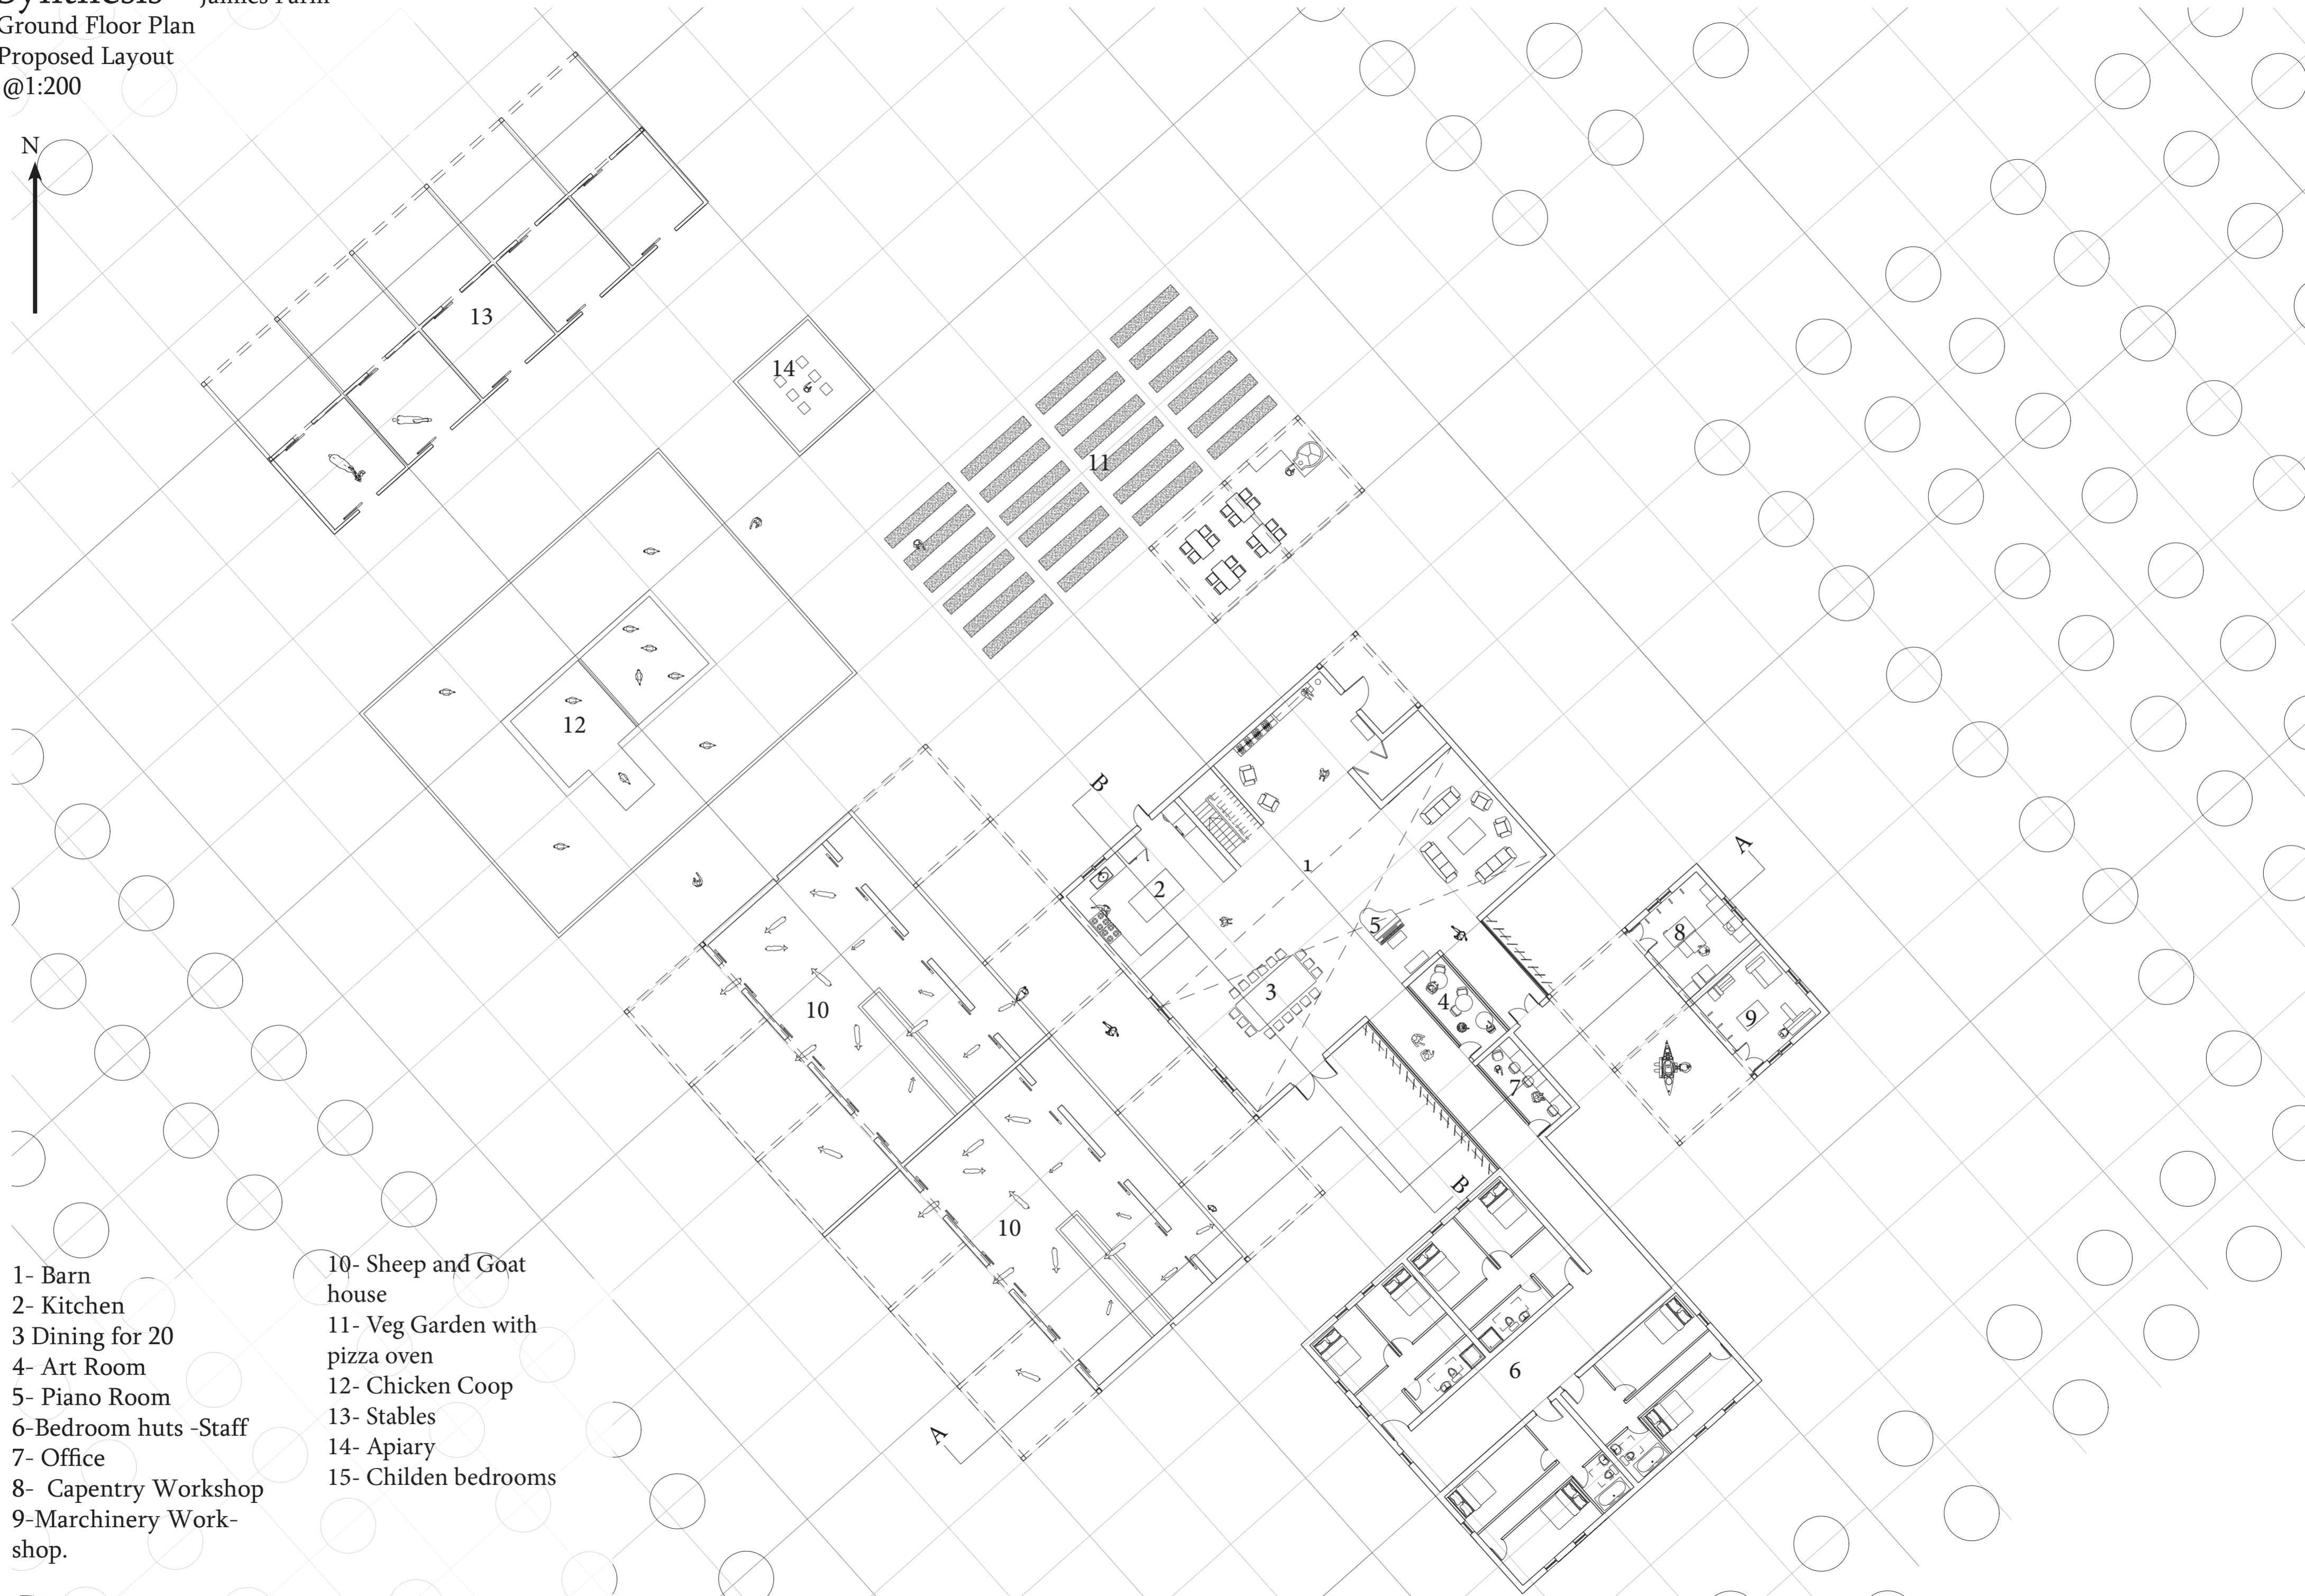 Ground Floor Plan
Proposed Layout
@1:200
N
13
14
11
12
B
1
2
A
5
8
3
4
10
9
7
B
10
6
A
1- Barn
2- Kitchen
3 Dining for 20
4- Art Room
5- Piano Room
6-Bedroom huts -Staff
7- Office
8- Capentry Workshop
9-Marchinery Work-
shop.
10- Sheep and Goat
house
11- Veg Garden with
pizza oven
12- Chicken Coop
13- Stables
14- Apiary
15- Childen bedrooms